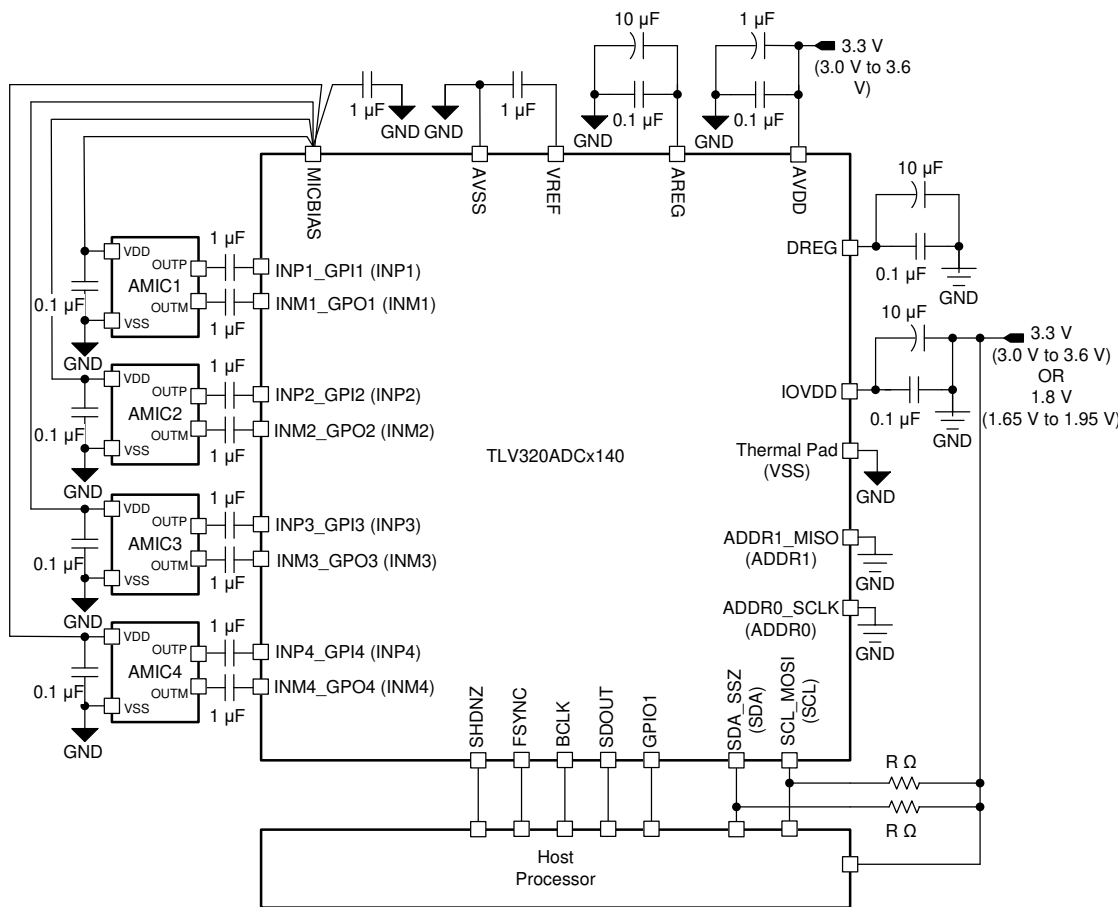 10 µF
1 µF
3.3 V
(3.0 V to 3.6
V)
1 µF
GND
GND
1 µF
0.1 µF
GND
0.1 µF
GND
MICBIAS
AVSS
VREF
AREG
AVDD
10 µF
DREG
0.1 µF
GND
VDD
OUTP
AMIC1
OUTM
VSS
0.1 µF
GND
1 µF
INP1_GPI1 (INP1)
INM1_GPO1 (INM1)
1 µF
10 µF
3.3 V
(3.0 V to 3.6 V)
OR
1.8 V
(1.65 V to 1.95 V)
IOVDD
0.1 µF
GND
VDD
OUTP
AMIC2
OUTM
VSS
0.1 µF
GND
1 µF
INP2_GPI2 (INP2)
INM2_GPO2 (INM2)
1 µF
TLV320ADCx140
Thermal Pad
(VSS)
GND
VDD
OUTP
AMIC3
OUTM
VSS
0.1 µF
GND
1 µF
INP3_GPI3 (INP3)
INM3_GPO3 (INM3)
1 µF
ADDR1_MISO
(ADDR1)
GND
ADDR0_SCLK
(ADDR0)
GND
VDD
OUTP
AMIC4
OUTM
VSS
0.1 µF
GND
1 µF
INP4_GPI4 (INP4)
INM4_GPO4 (INM4)
1 µF
SHDNZ
FSYNC
BCLK
SDOUT
GPIO1
SDA_SSZ
(SDA)
SCL_MOSI
(SCL)
R Ω
R Ω
Host
Processor